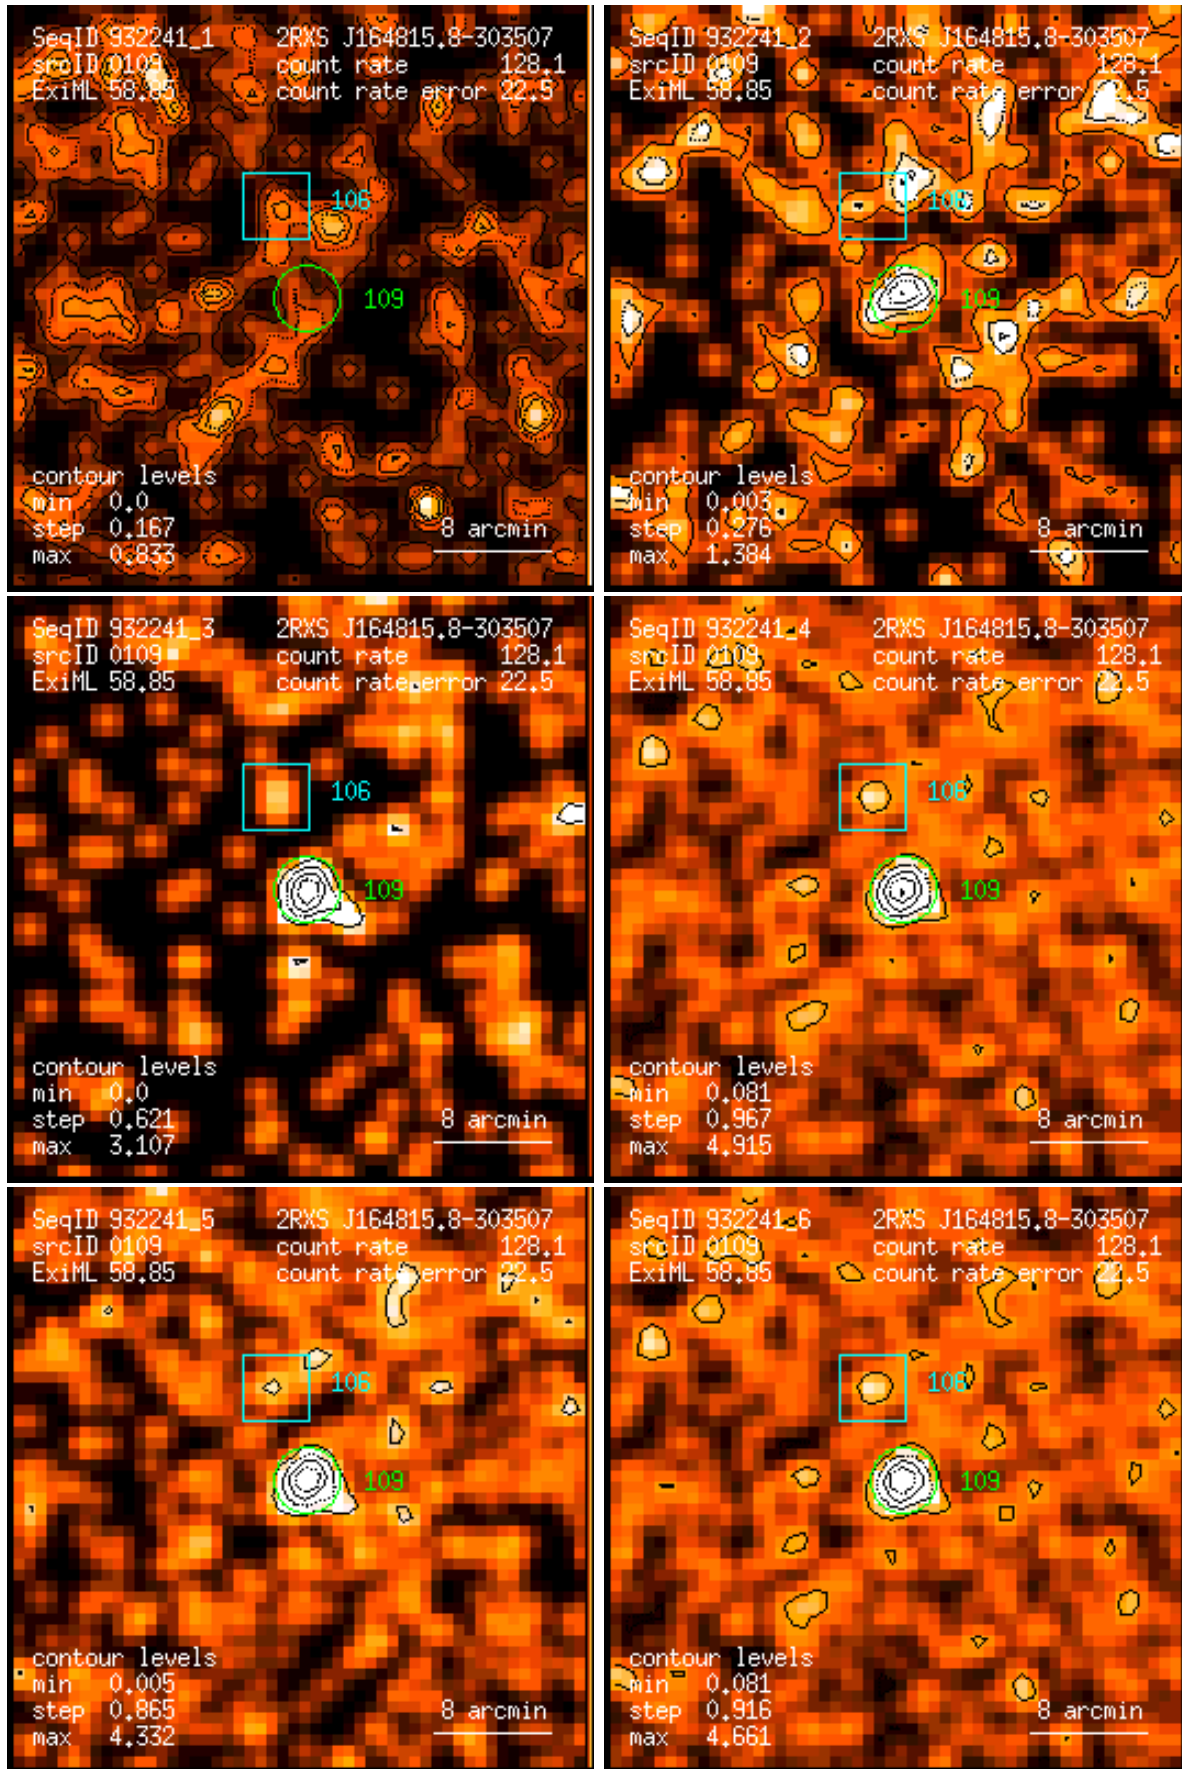 SeqID 932241_1 2RXS J164815.8-303507
srcID 0109 count rate 128.1
ExiML 58.85 count rate error 22.5
106
109
contour levels
min 0.0
step 0.167 8 arcmin
max 0.833
SeqID 932241_2 2RXS J164815.8-303507
srcID 0109 count rate 128.1
ExiML 58.85 count rate error 22.5
106
109
contour levels
min 0.003
step 0.276 8 arcmin
max 1.384
SeqID 932241_3 2RXS J164815.8-303507
srcID 0109 count rate 128.1
ExiML 58.85 count rate error 22.5
106
109
contour levels
min 0.0
step 0.621 8 arcmin
max 3.107
SeqID 932241_4 2RXS J164815.8-303507
srcID 0109 count rate 128.1
ExiML 58.85 count rate error 22.5
106
109
contour levels
min 0.081
step 0.967 8 arcmin
max 4.915
SeqID 932241_5 2RXS J164815.8-303507
srcID 0109 count rate 128.1
ExiML 58.85 count rate error 22.5
106
109
contour levels
min 0.005
step 0.865 8 arcmin
max 4.332
SeqID 932241_6 2RXS J164815.8-303507
srcID 0109 count rate 128.1
ExiML 58.85 count rate error 22.5
106
109
contour levels
min 0.081
step 0.916 8 arcmin
max 4.661